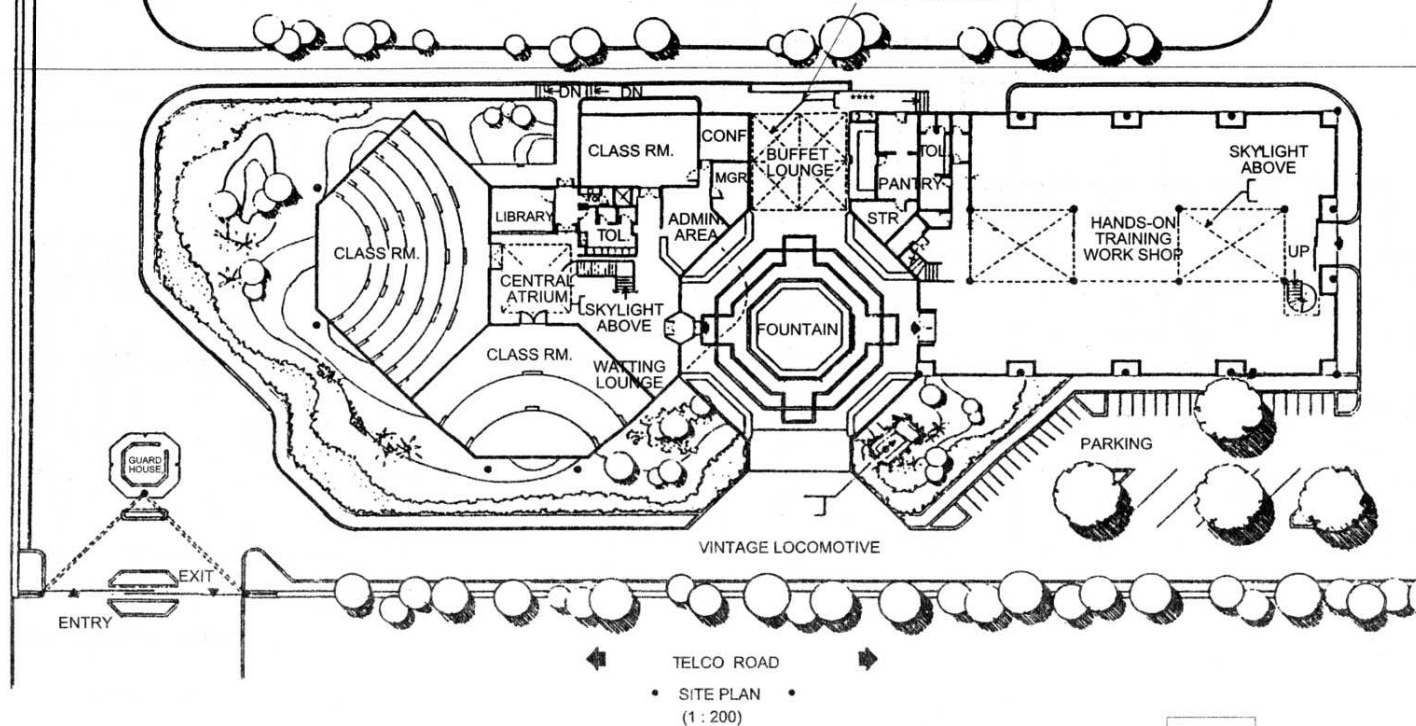 DN
DN
****
CLASS RM.
CONF
BUFFET
LOUNGE
TOL
SKYLIGHT
ABOVE
MGR
PANTRY
LIBRARY
TOL.
ADMIN
AREA
STR
CLASS RM.
HANDS-ON
TRAINING
WORK SHOP
UP
CENTRAL
ATRIUM
SKYLIGHT
ABOVE
FOUNTAIN
CLASS RM.
WATTING
LOUNGE
PARKING
GUARD
HOUSE
VINTAGE LOCOMOTIVE
EXIT
ENTRY
TELCO ROAD
• SITE PLAN •
(1 : 200)